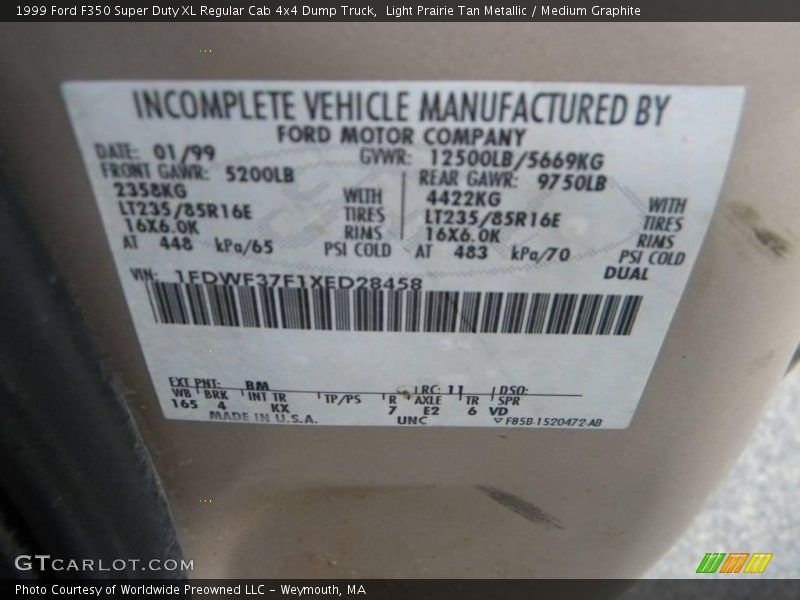 1999 Ford F350 Super Duty XL Regular Cab 4x4 Dump Truck, Light Prairie Tan Metallic / Medium Graphite
INCOMPLETE VEHICLE MANUFACTURED BY
FORD MOTOR COMPANY
DATE: 01/99 GVWR: 12500LB/5669KG
FRONT GAWR: 5200LB REAR GAWR: 9750LB
2358KG WITH 4422KG WITH
LT235/85R16E TIRES LT235/85R16E TIRES
16X6.0K RIMS 16X6.0K RIMS
AT 448 kPa/65 PSI COLD AT 483 kPa/70 PSI COLD
DUAL
VIN: 1FDWF37F1XED28458
EXT PNT: BM LRC: 11 DSO:
WB BRK INT TR TP/PS R AXLE TR SPR
165 4 KX 7 E2 6 VD
MADE IN U.S.A. UNC F85B-1520472-AB
GTCARLOT.COM
Photo Courtesy of Worldwide Preowned LLC - Weymouth, MA